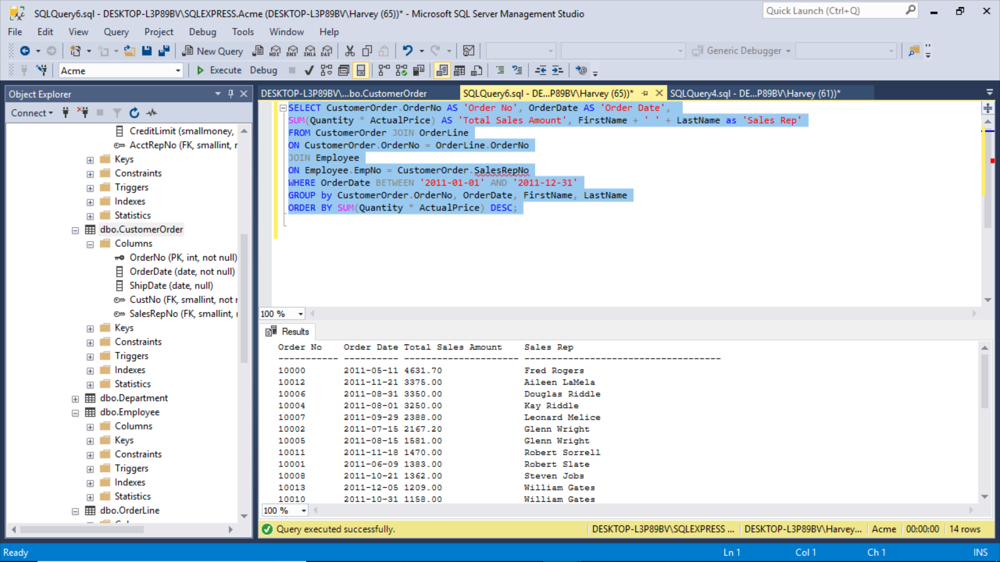 SQLQuery6.sql - DESKTOP-L3P89BV\SQLEXPRESS.Acme (DESKTOP-L3P89BV\Harvey (65))* - Microsoft SQL Server Management Studio
Quick Launch (Ctrl+Q)
File Edit View Query Project Debug Tools Window Help
New Query MDX DMX XMLA DAX Generic Debugger
Acme Execute Debug
Object Explorer
DESKTOP-L3P89BV\...bo.CustomerOrder
SQLQuery6.sql - DE...P89BV\Harvey (65))*
SQLQuery4.sql - DE...P89BV\Harvey (61))*
Connect
CreditLimit (smallmoney,
AcctRepNo (FK, smallint, r
Keys
Constraints
Triggers
Indexes
Statistics
dbo.CustomerOrder
Columns
OrderNo (PK, int, not null)
OrderDate (date, not null)
ShipDate (date, null)
CustNo (FK, smallint, not r
SalesRepNo (FK, smallint, r
Keys
Constraints
Triggers
Indexes
Statistics
dbo.Department
dbo.Employee
Columns
Keys
Constraints
Triggers
Indexes
Statistics
dbo.OrderLine
SELECT CustomerOrder.OrderNo AS 'Order No', OrderDate AS 'Order Date',
SUM(Quantity * ActualPrice) AS 'Total Sales Amount', FirstName + ' ' + LastName as 'Sales Rep'
FROM CustomerOrder JOIN OrderLine
ON CustomerOrder.OrderNo = OrderLine.OrderNo
JOIN Employee
ON Employee.EmpNo = CustomerOrder.SalesRepNo
WHERE OrderDate BETWEEN '2011-01-01' AND '2011-12-31'
GROUP by CustomerOrder.OrderNo, OrderDate, FirstName, LastName
ORDER BY SUM(Quantity * ActualPrice) DESC;
100 %
Results
Order No Order Date Total Sales Amount Sales Rep
----------- ---------- --------------------- ------------------------------------
10000 2011-05-11 4631.70 Fred Rogers
10012 2011-11-21 3375.00 Aileen LaMela
10006 2011-08-31 3350.00 Douglas Riddle
10004 2011-08-01 3250.00 Kay Riddle
10007 2011-09-29 2388.00 Leonard Melice
10002 2011-07-15 2167.20 Glenn Wright
10005 2011-08-15 1581.00 Glenn Wright
10011 2011-11-18 1470.00 Robert Sorrell
10001 2011-06-09 1383.00 Robert Slate
10008 2011-10-21 1362.00 Steven Jobs
10013 2011-12-05 1209.00 William Gates
10010 2011-10-31 1158.00 William Gates
100 %
Query executed successfully. DESKTOP-L3P89BV\SQLEXPRESS ... DESKTOP-L3P89BV\Harvey... Acme 00:00:00 14 rows
Ready Ln 1 Col 1 Ch 1 INS